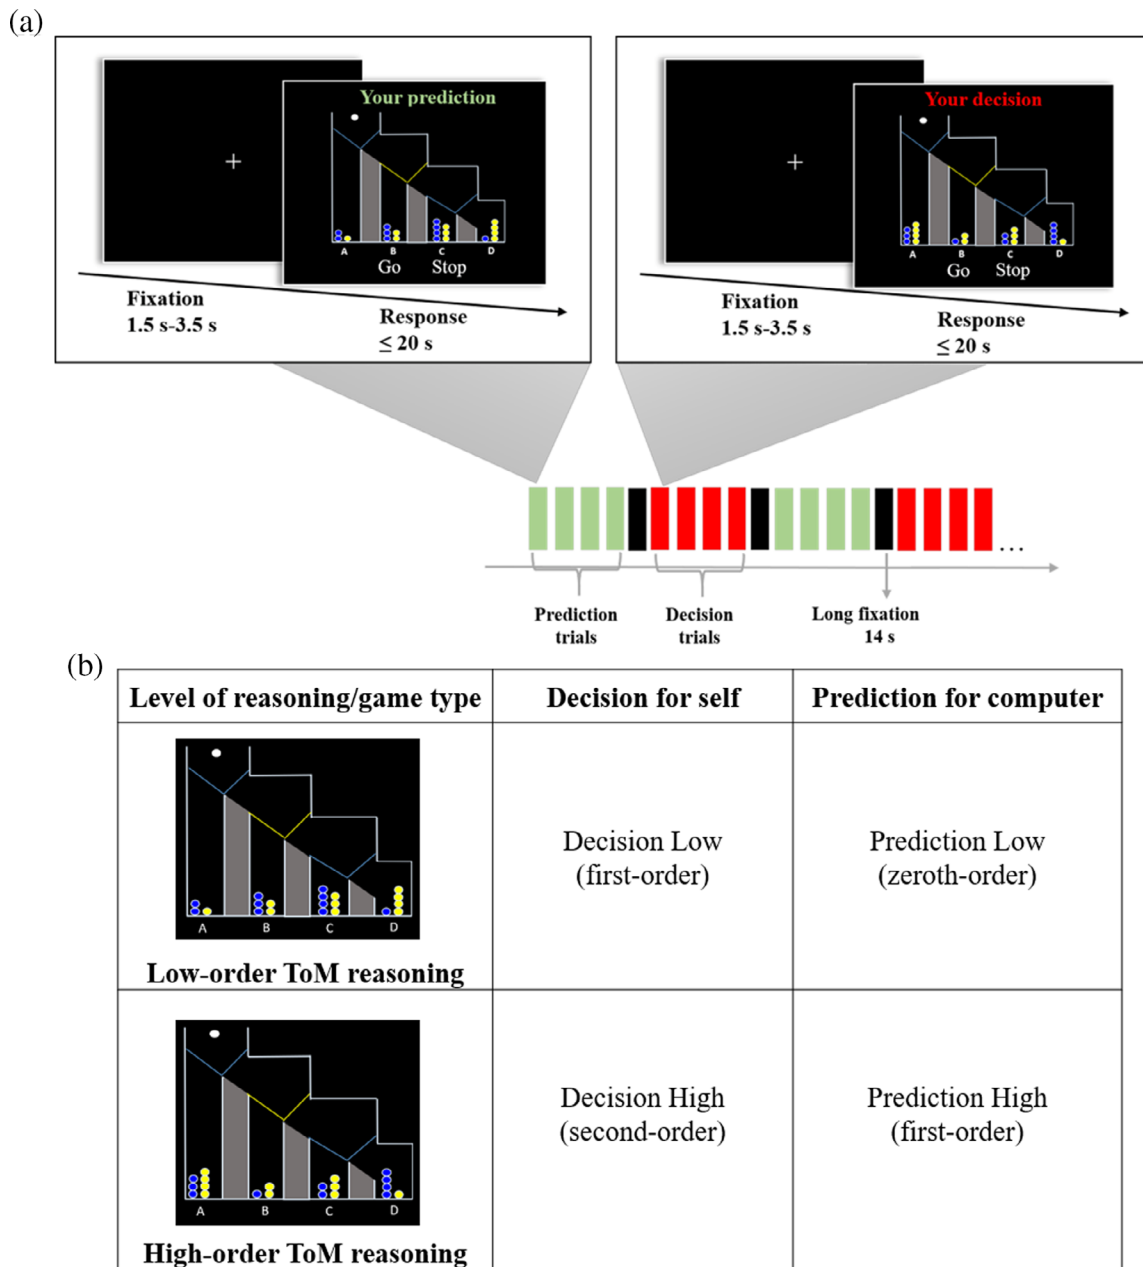 (a)
Your prediction
A B C D
Go Stop
Fixation
1.5 s-3.5 s
Response
≤ 20 s
Your decision
A B C D
Go Stop
Fixation
1.5 s-3.5 s
Response
≤ 20 s
...
Prediction
trials
Decision
trials
Long fixation
14 s
(b)
Level of reasoning/game type
Decision for self
Prediction for computer
A B C D
Low-order ToM reasoning
Decision Low
(first-order)
Prediction Low
(zeroth-order)
A B C D
High-order ToM reasoning
Decision High
(second-order)
Prediction High
(first-order)